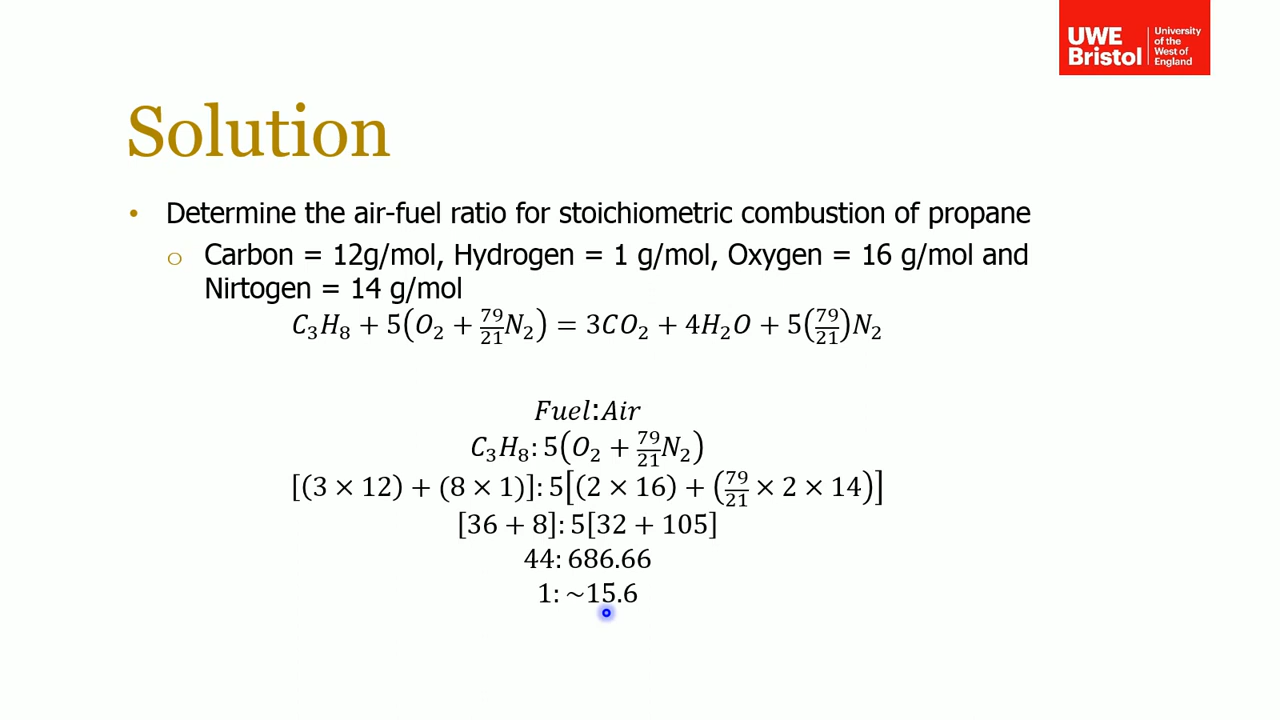 UWE Bristol
University of the West of England
Solution
• Determine the air-fuel ratio for stoichiometric combustion of propane
o Carbon = 12g/mol, Hydrogen = 1 g/mol, Oxygen = 16 g/mol and
Nirtogen = 14 g/mol
C₃H₈ + 5(O₂ + 79/21 N₂) = 3CO₂ + 4H₂O + 5(79/21)N₂
Fuel:Air
C₃H₈: 5(O₂ + 79/21 N₂)
[(3 × 12) + (8 × 1)]: 5[(2 × 16) + (79/21 × 2 × 14)]
[36 + 8]: 5[32 + 105]
44: 686.66
1: ~15.6